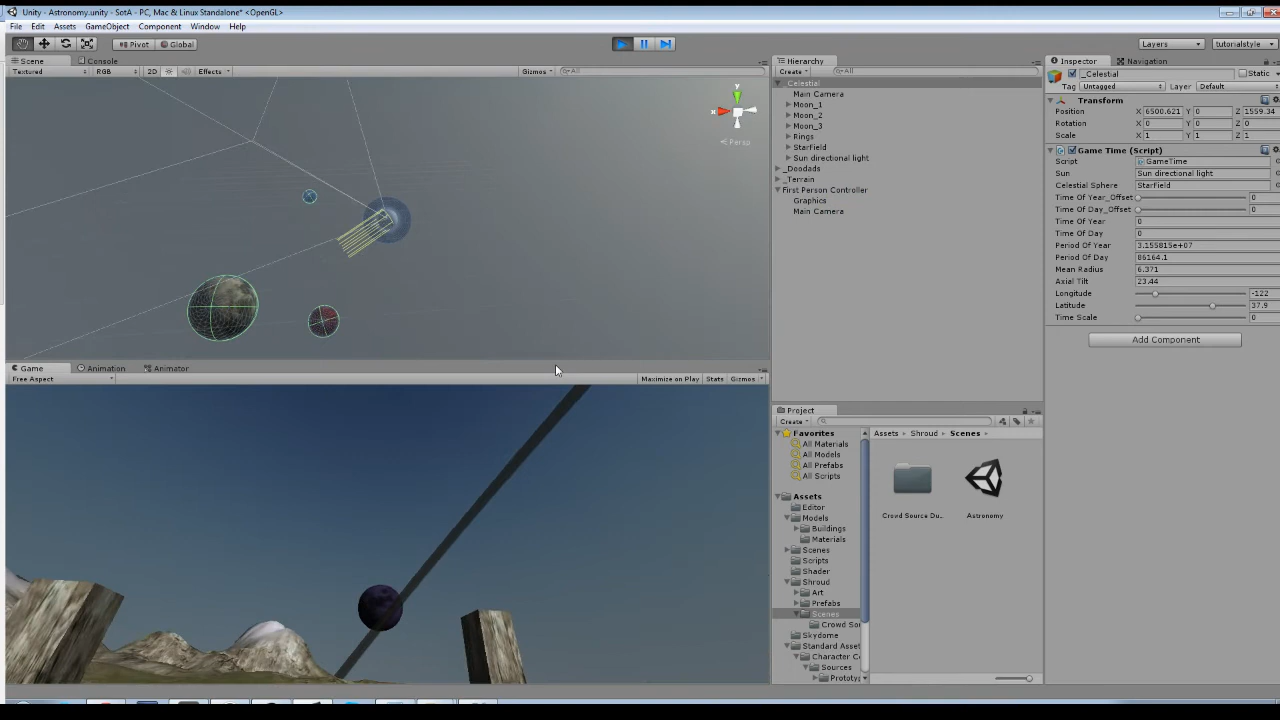 Unity - Astronomy.unity - SotA - PC, Mac & Linux Standalone* <OpenGL>
File Edit Assets GameObject Component Window Help
Pivot Global Layers tutorialstyle
Scene Console
Textured RGB 2D Effects Gizmos All
y
x
Persp
Game Animation Animator
Free Aspect Maximize on Play Stats Gizmos
Hierarchy
Create All
_Celestial
Main Camera
Moon_1
Moon_2
Moon_3
Rings
StarField
Sun directional light
_Doodads
_Terrain
First Person Controller
Graphics
Main Camera
Project
Create
Favorites
All Materials
All Models
All Prefabs
All Scripts
Assets
Editor
Models
Buildings
Materials
Scenes
Scripts
Shader
Shroud
Art
Prefabs
Scenes
Crowd Sou
Skydome
Standard Asset
Character Co
Sources
Prototyp
Assets Shroud Scenes
Crowd Source Du...
Astronomy
Inspector Navigation
_Celestial Static
Tag Untagged Layer Default
Transform
Position X 6500.621 Y 0 Z 1559.34
Rotation X 0 Y 0 Z 0
Scale X 1 Y 1 Z 1
Game Time (Script)
Script GameTime
Sun Sun directional light
Celestial Sphere StarField
Time Of Year_Offset 0
Time Of Day_Offset 0
Time Of Year 0
Time Of Day 0
Period Of Year 3.155815e+07
Period Of Day 86164.1
Mean Radius 6.371
Axial Tilt 23.44
Longitude -122
Latitude 37.9
Time Scale 0
Add Component